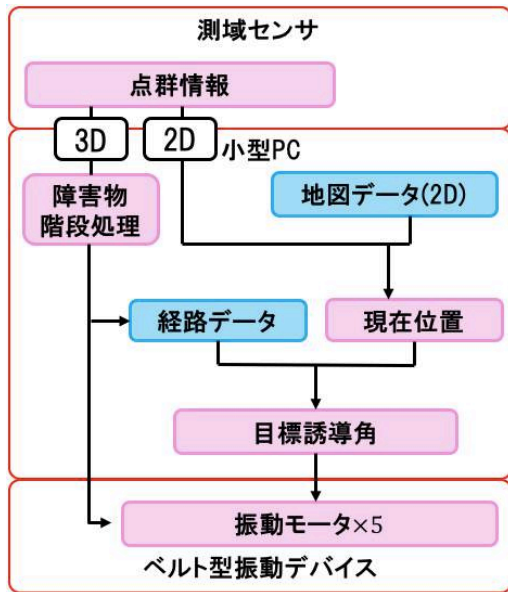 測域センサ
点群情報
3D
2D
小型PC
障害物
階段処理
地図データ(2D)
経路データ
現在位置
目標誘導角
振動モータ×5
ベルト型振動デバイス